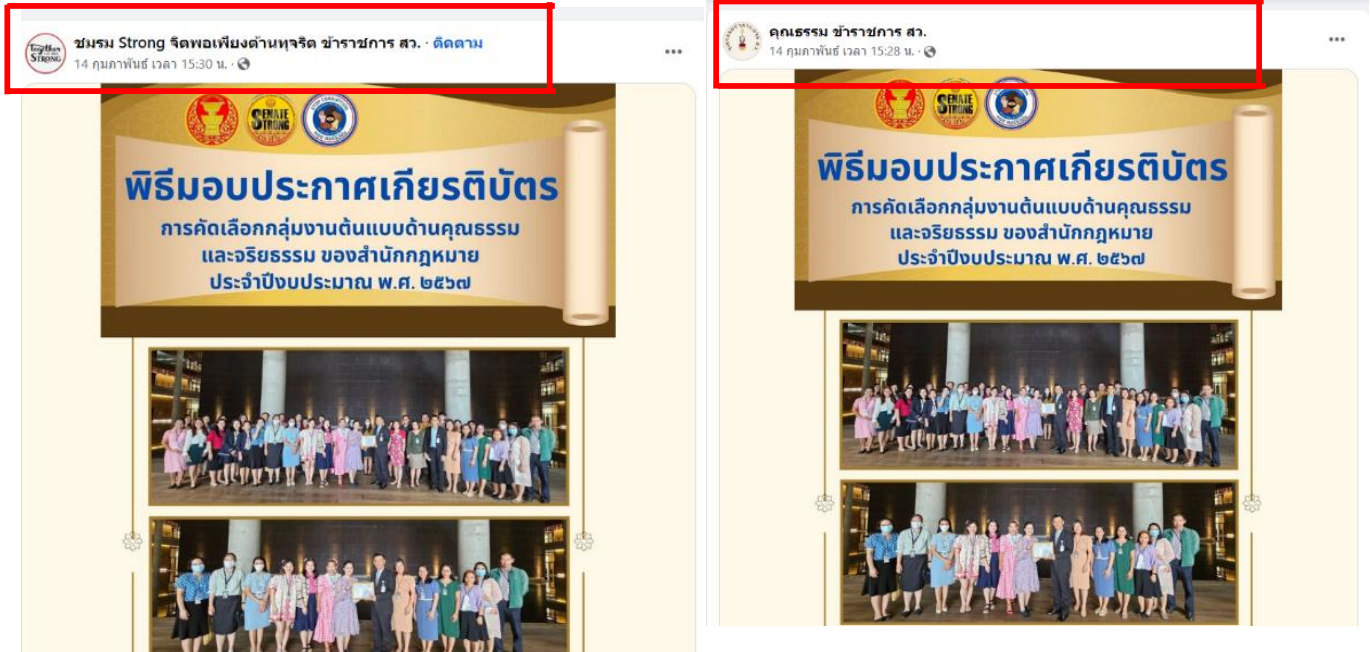 ชมรม Strong จิตพอเพียงต้านทุจริต ข้าราชการ สว. · ติดตาม
14 กุมภาพันธ์ เวลา 15:30 น. ·
Together
STRONG
SENATE
STRONG
พิธีมอบประกาศเกียรติบัตร
การคัดเลือกกลุ่มงานต้นแบบด้านคุณธรรม
และจริยธรรม ของสำนักกฎหมาย
ประจำปีงบประมาณ พ.ศ. ๒๕๖๗
คุณธรรม ข้าราชการ สว.
14 กุมภาพันธ์ เวลา 15:28 น. ·
SENATE
STRONG
พิธีมอบประกาศเกียรติบัตร
การคัดเลือกกลุ่มงานต้นแบบด้านคุณธรรม
และจริยธรรม ของสำนักกฎหมาย
ประจำปีงบประมาณ พ.ศ. ๒๕๖๗